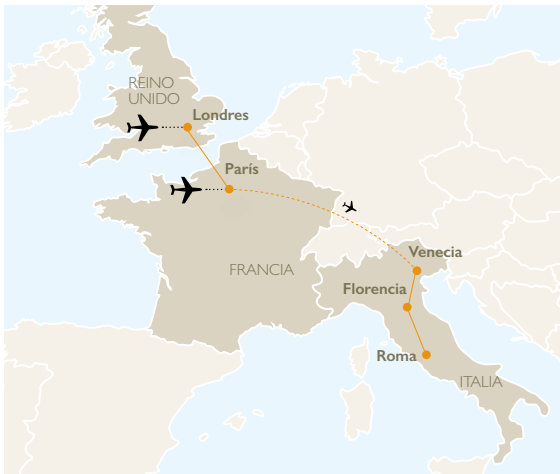 REINO
UNIDO
Londres
París
FRANCIA
Venecia
Florencia
Roma
ITALIA